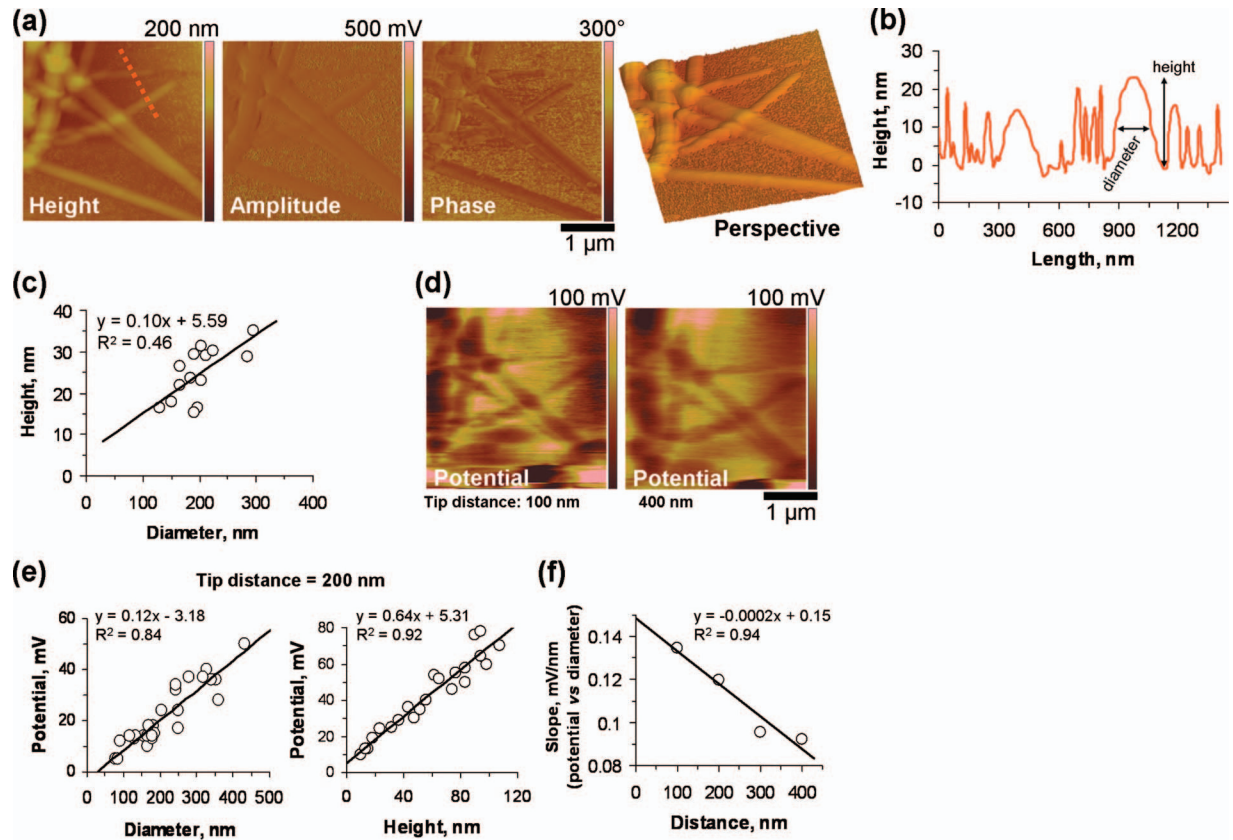 (a)
200 nm
500 mV
300°
Height
Amplitude
Phase
1 µm
Perspective
(b)
Height, nm
30
20
10
0
-10
height
diameter
0 300 600 900 1200
Length, nm
(c)
Height, nm
40
30
20
10
0
y = 0.10x + 5.59
R² = 0.46
0 100 200 300 400
Diameter, nm
(d)
100 mV
100 mV
Potential
Potential
Tip distance: 100 nm
400 nm
1 µm
(e)
Tip distance = 200 nm
Potential, mV
60
40
20
0
y = 0.12x - 3.18
R² = 0.84
0 100 200 300 400 500
Diameter, nm
Potential, mV
80
60
40
20
0
y = 0.64x + 5.31
R² = 0.92
0 40 80 120
Height, nm
(f)
Slope, mV/nm
(potential vs diameter)
0.14
0.12
0.1
0.08
y = -0.0002x + 0.15
R² = 0.94
0 100 200 300 400
Distance, nm